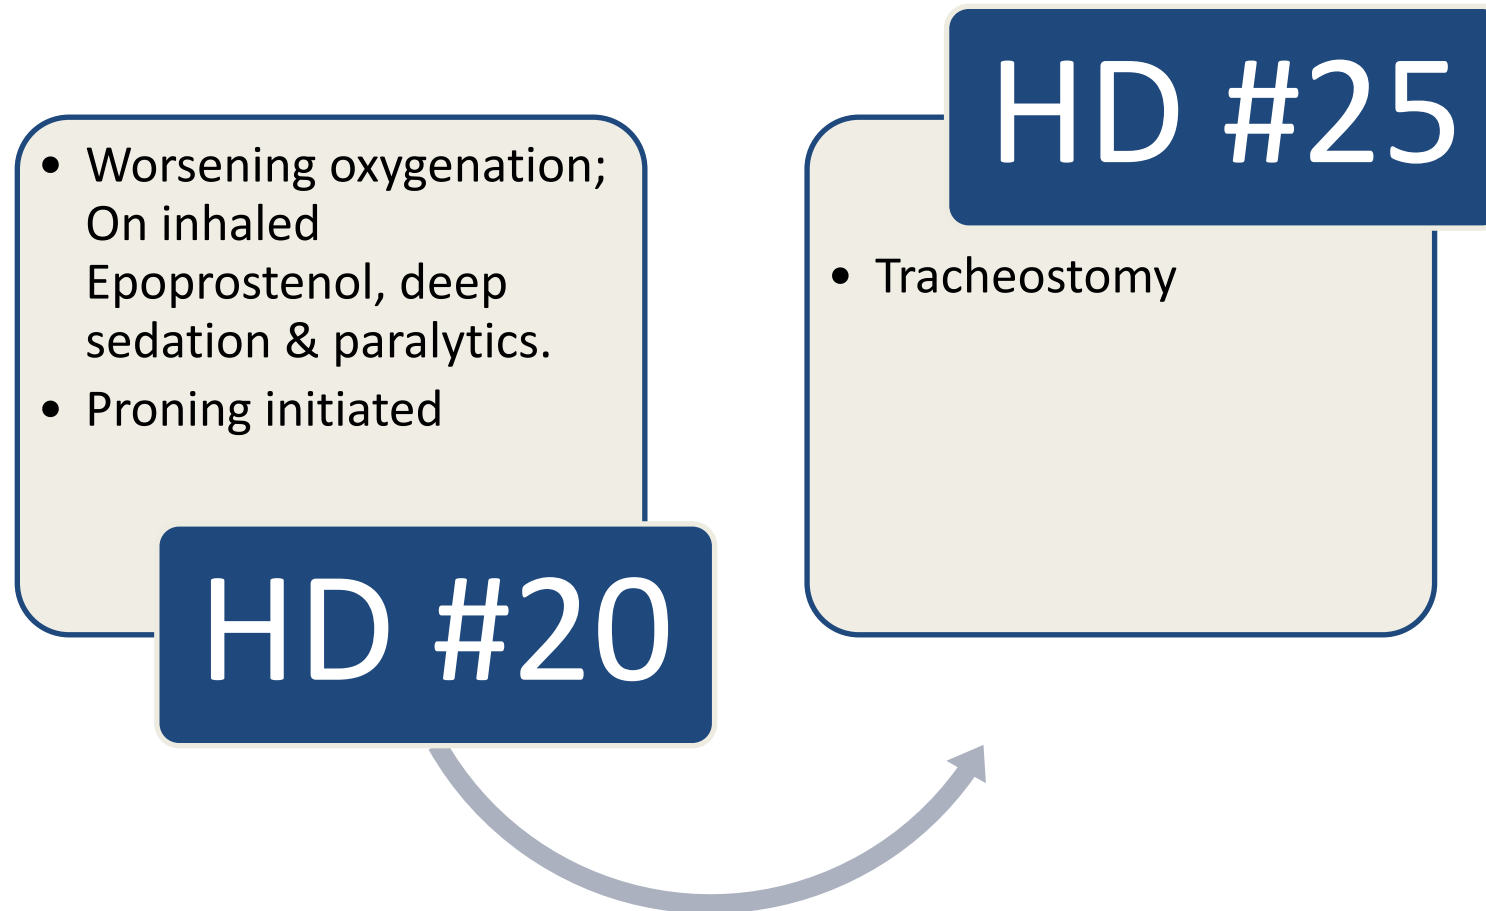 • Worsening oxygenation;
On inhaled
Epoprostenol, deep
sedation & paralytics.
• Proning initiated
HD #20
HD #25
• Tracheostomy